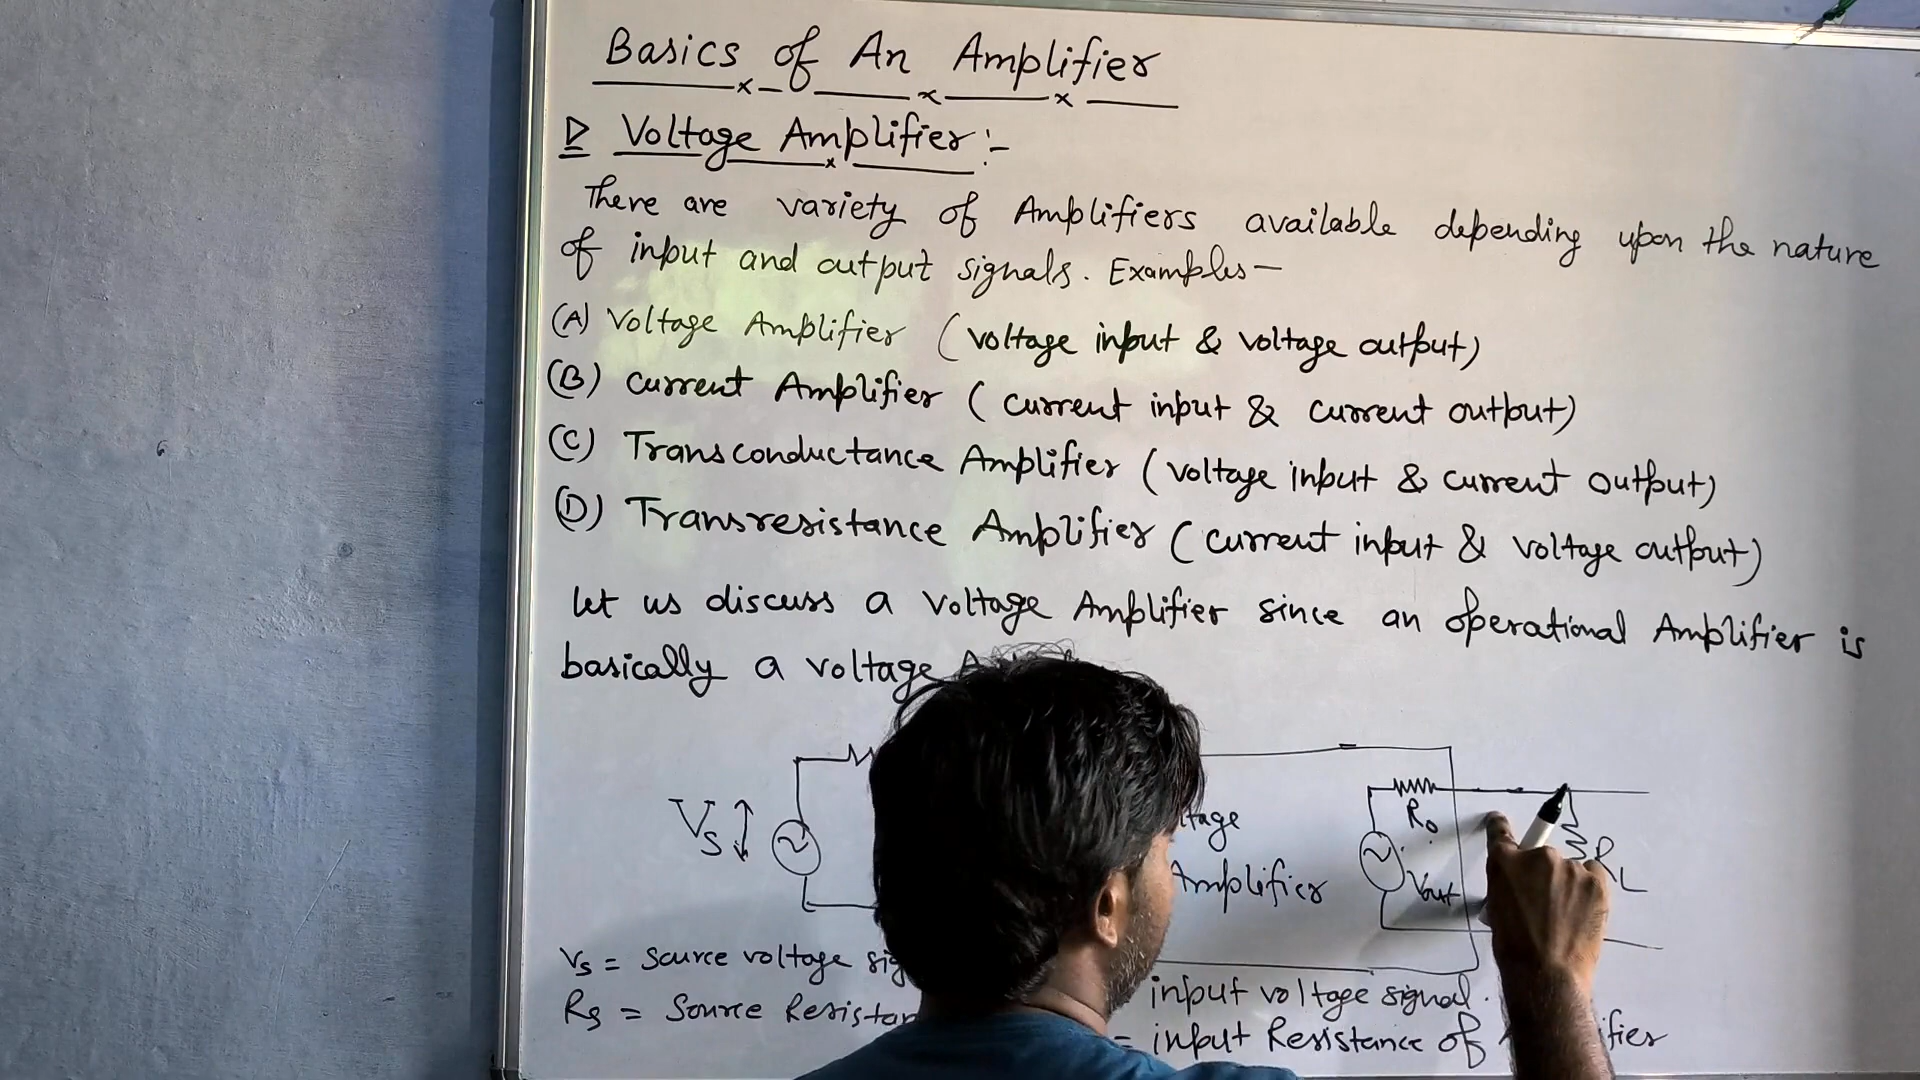 Basics of An Amplifier
Voltage Amplifier :-
There are variety of Amplifiers available depending upon the nature
of input and output signals. Examples —
(A) Voltage Amplifier (voltage input & voltage output)
(B) Current Amplifier (current input & current output)
(C) Transconductance Amplifier (voltage input & current output)
(D) Transresistance Amplifier (current input & voltage output)
let us discuss a voltage Amplifier since an operational Amplifier is
basically a voltage
Vs
Amplifier
Ro
Vout
RL
Vs = Source voltage
input voltage signal.
Rs = Source
= input Resistance of